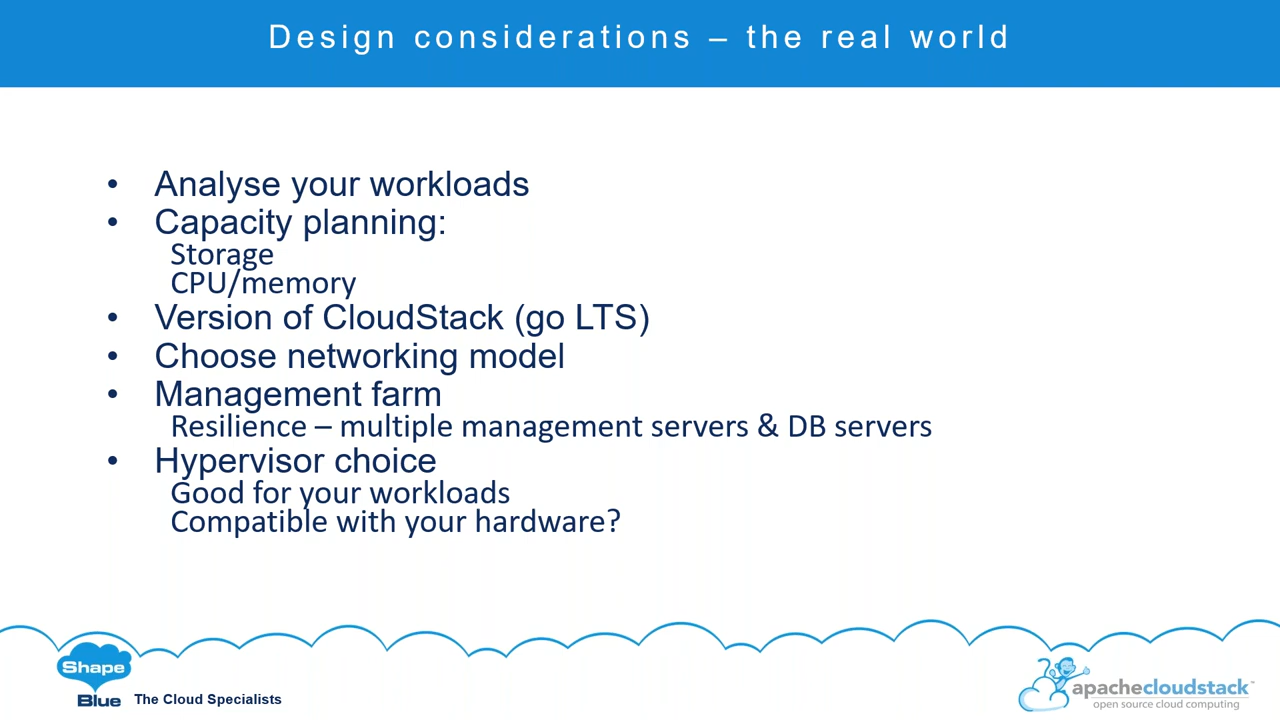 Design considerations – the real world
• Analyse your workloads
• Capacity planning:
Storage
CPU/memory
• Version of CloudStack (go LTS)
• Choose networking model
• Management farm
Resilience – multiple management servers & DB servers
• Hypervisor choice
Good for your workloads
Compatible with your hardware?
Shape
Blue
The Cloud Specialists
apachecloudstack™
open source cloud computing